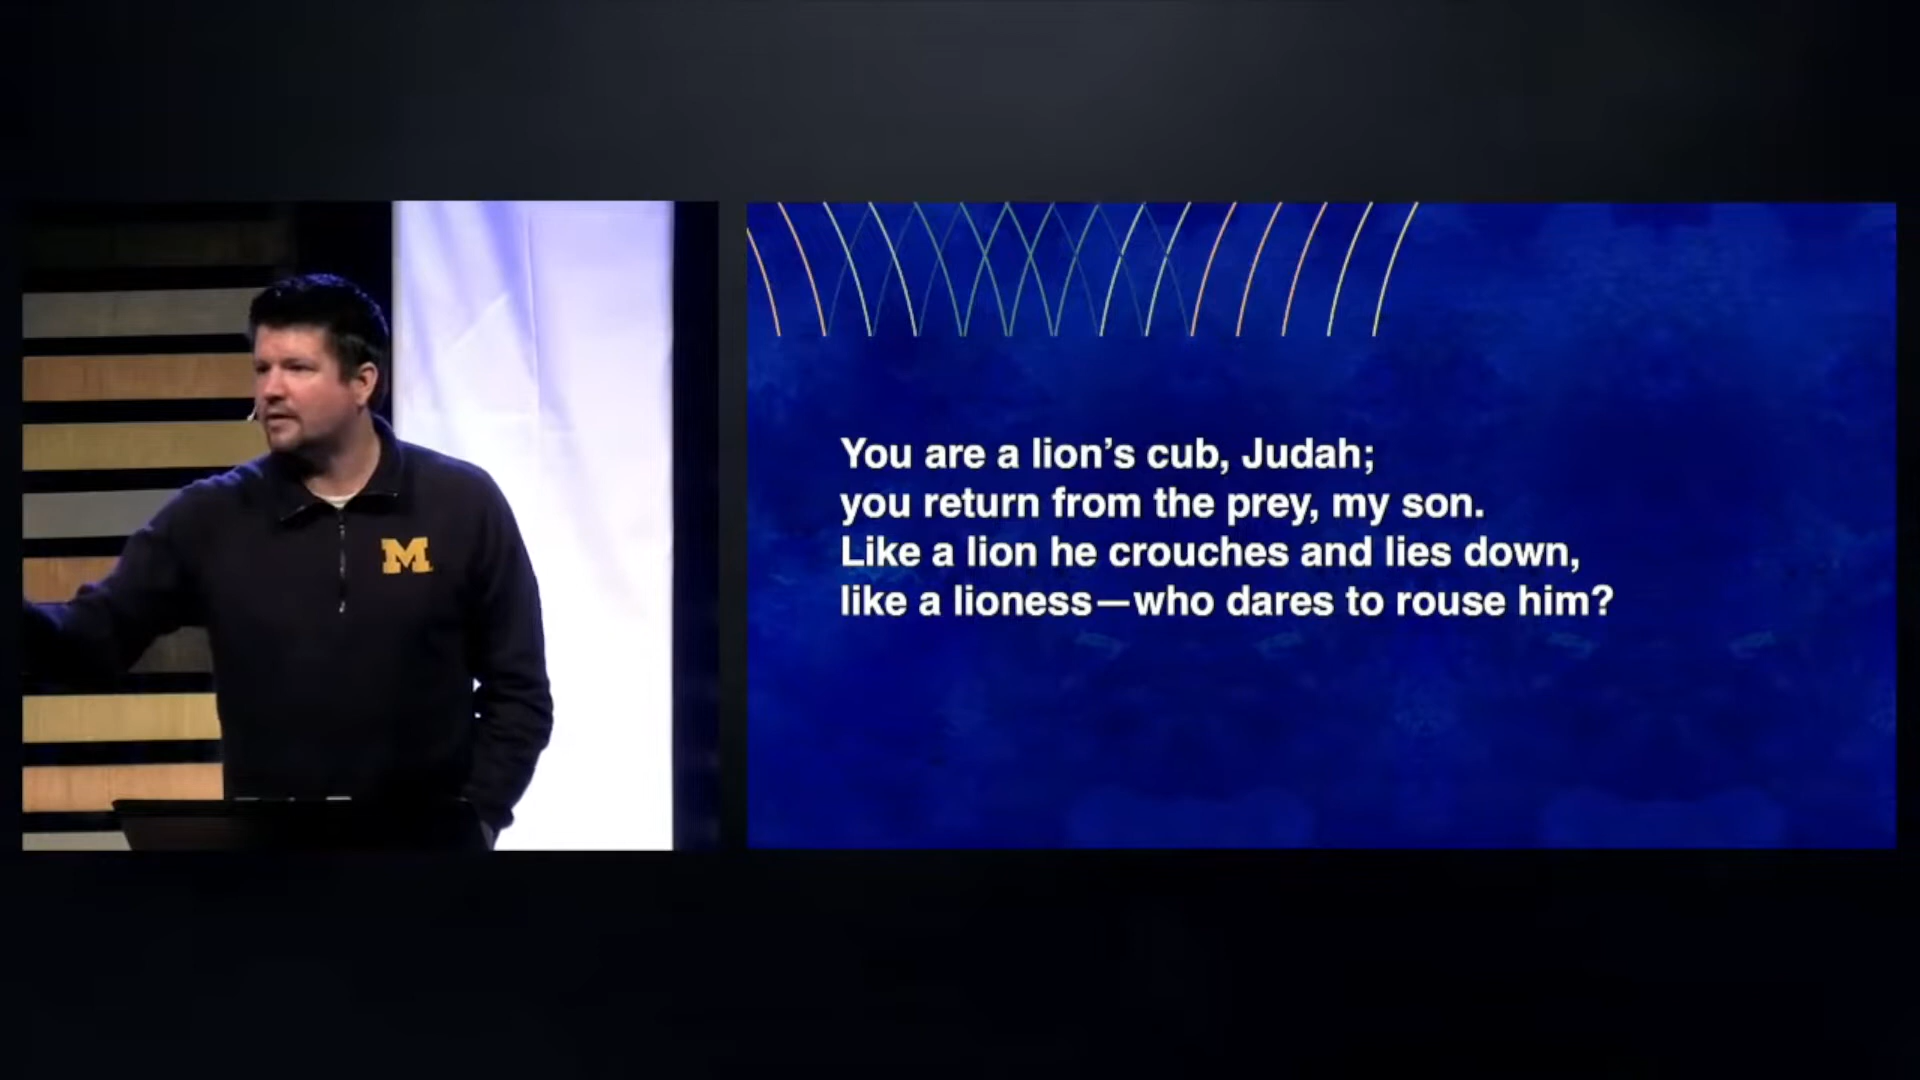 M
You are a lion’s cub, Judah;
you return from the prey, my son.
Like a lion he crouches and lies down,
like a lioness—who dares to rouse him?